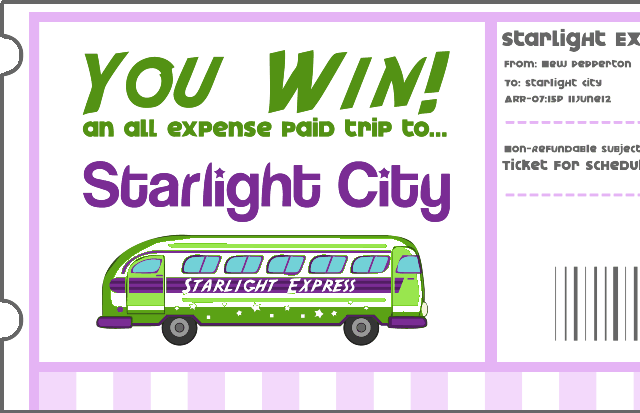 You Win!
an all expense paid trip to...
Starlight City
Starlight Express
Starlight Ex
From: New Pepperton
To: Starlight City
ARR-07:15P 11June12
Non-refundable subject
Ticket for schedul